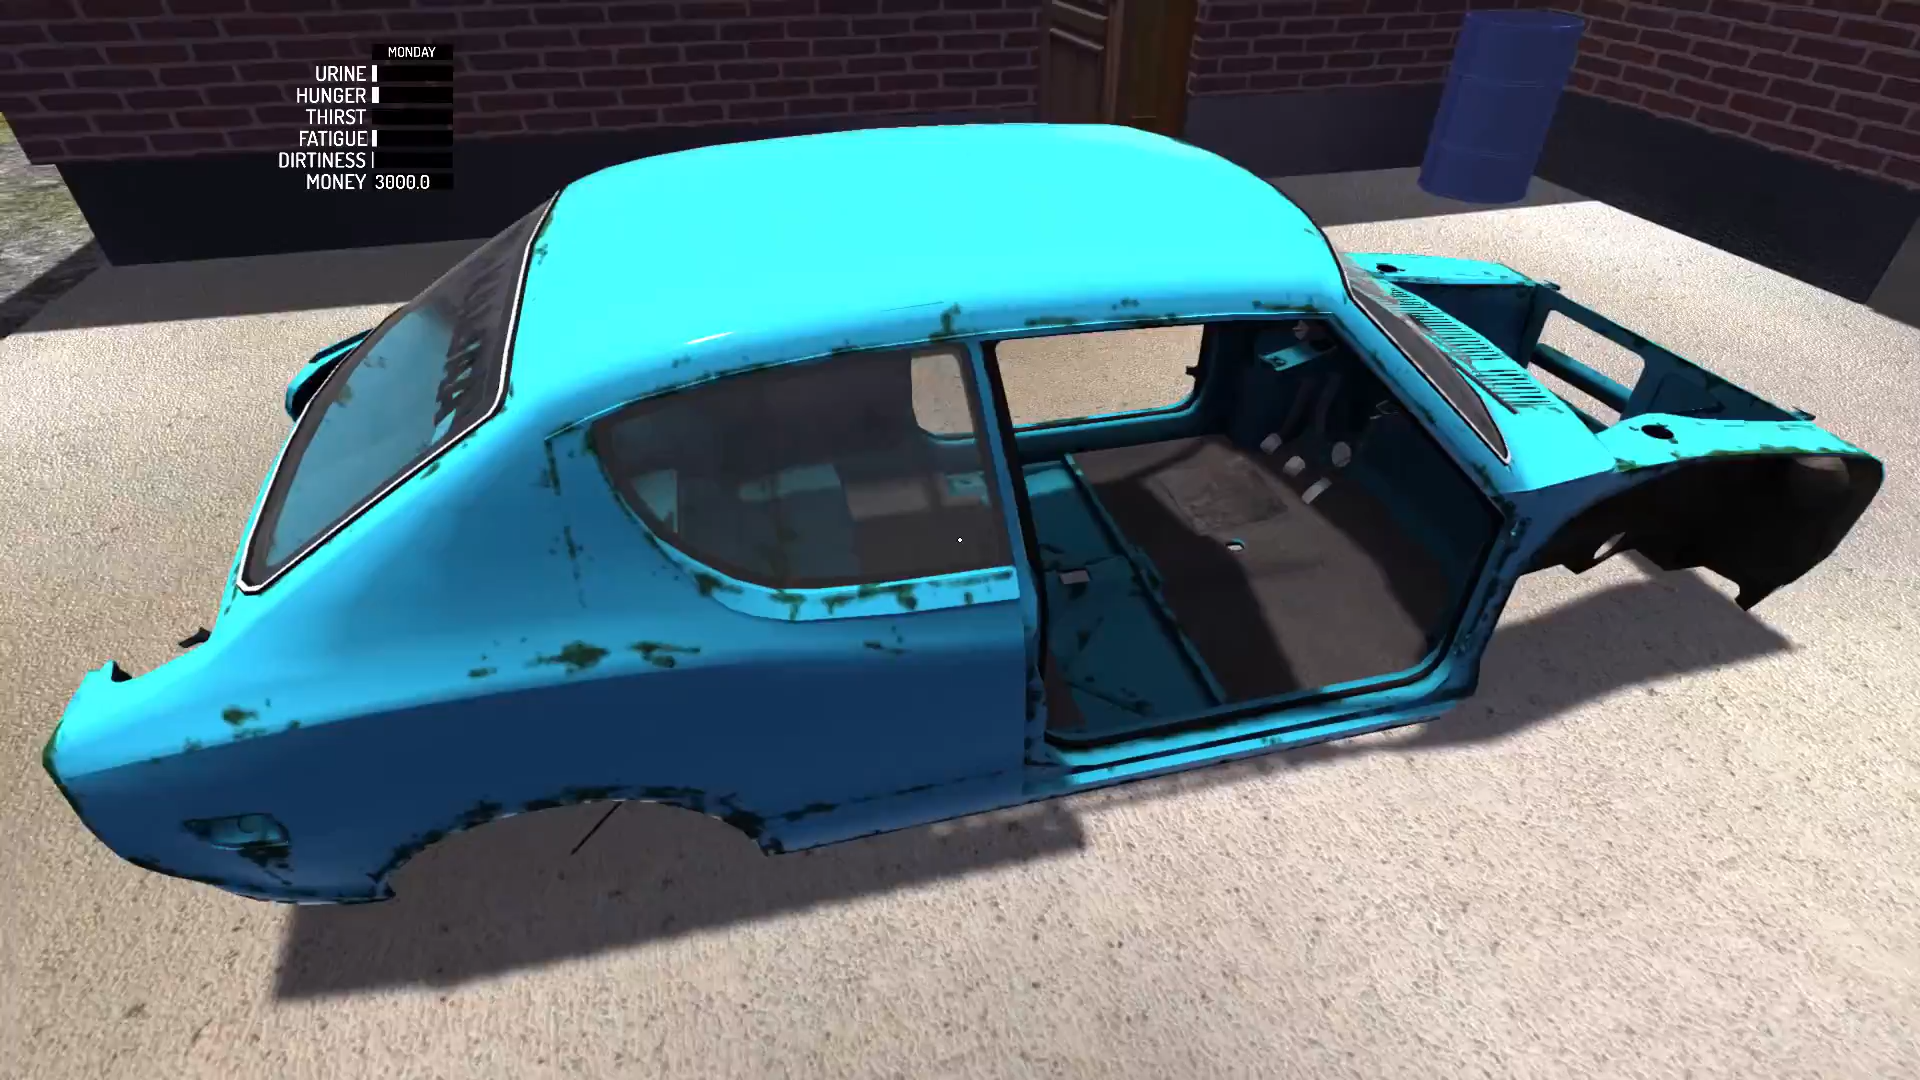 MONDAY
URINE
HUNGER
THIRST
FATIGUE
DIRTINESS
MONEY 3000.0